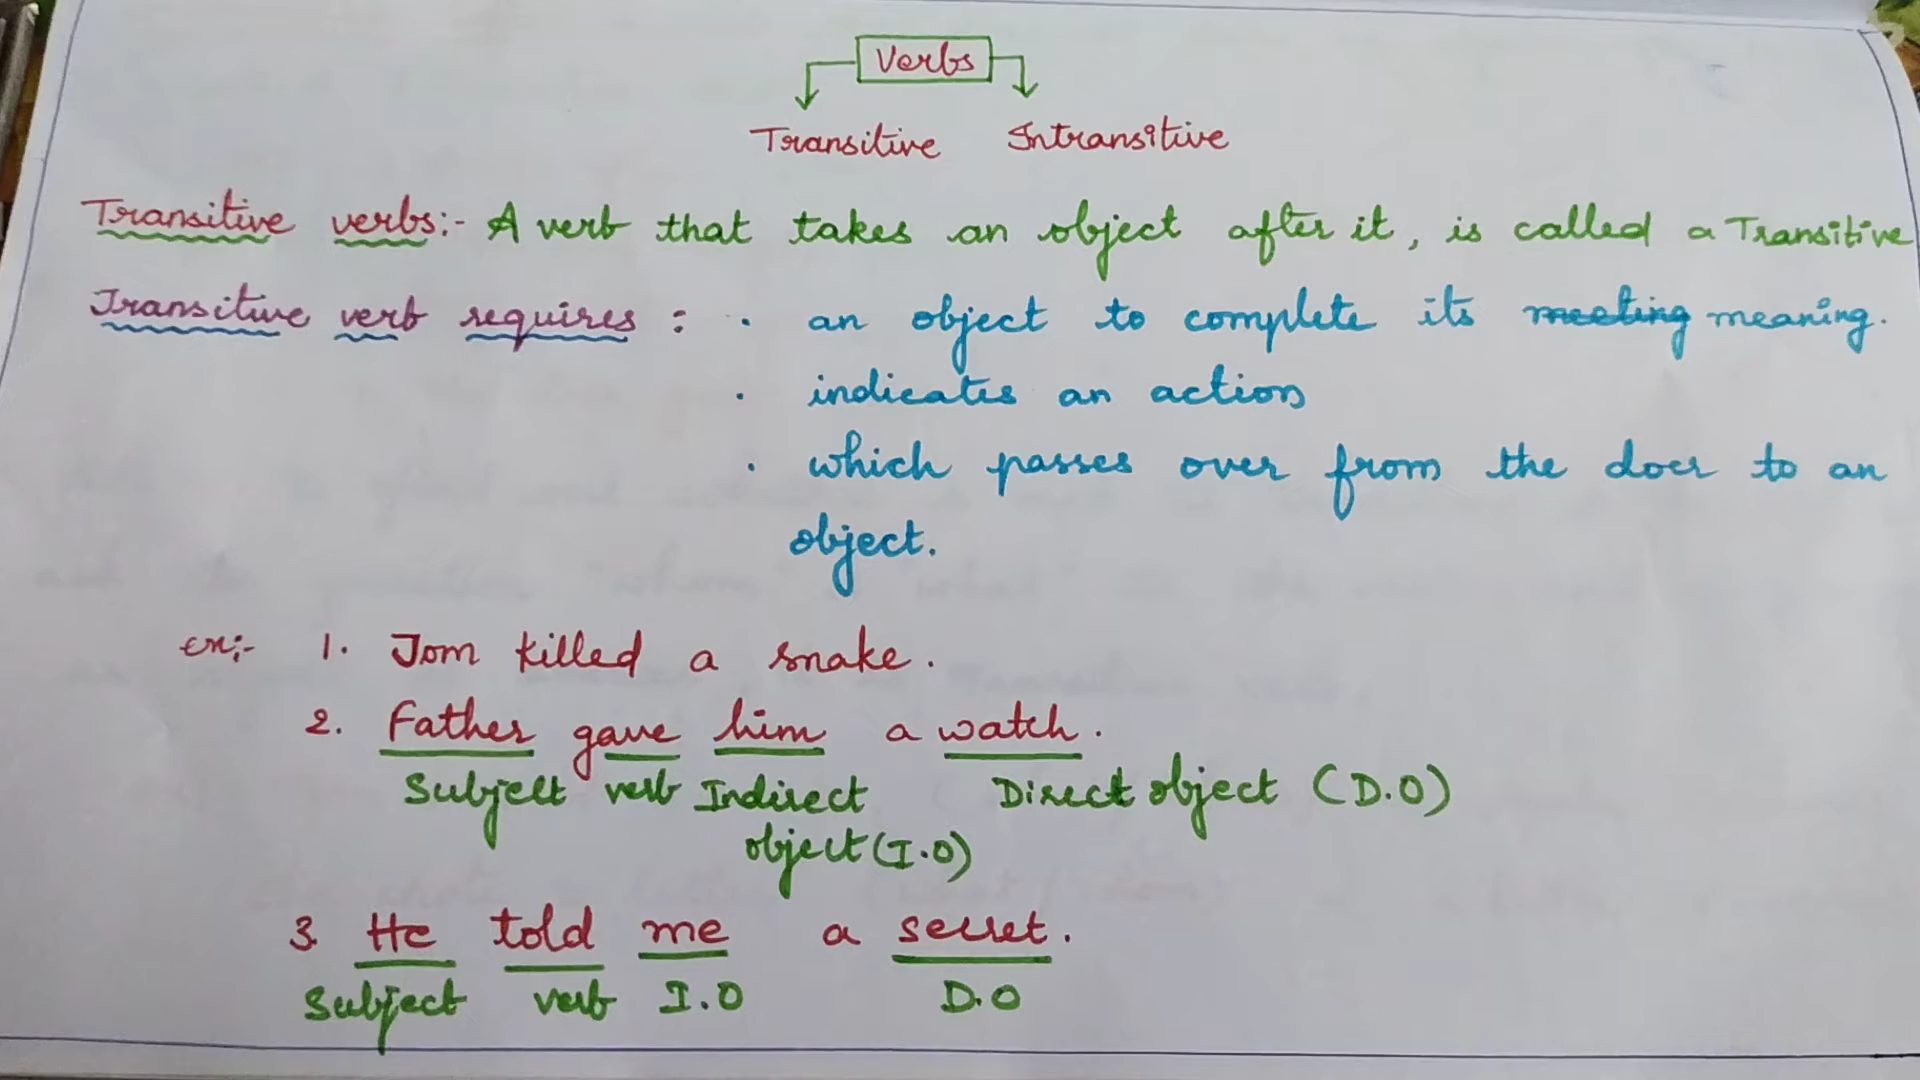 Verbs
Transitive Intransitive
Transitive verbs:- A verb that takes an object after it, is called a Transitive
Transitive verb requires : • an object to complete its meeting meaning.
• indicates an action
• which passes over from the doer to an
object.
ex:- 1. Tom killed a snake.
2. Father gave him a watch.
Subject verb Indirect Direct object (D.O)
object (I.O)
3 He told me a secret.
Subject verb I.O D.O